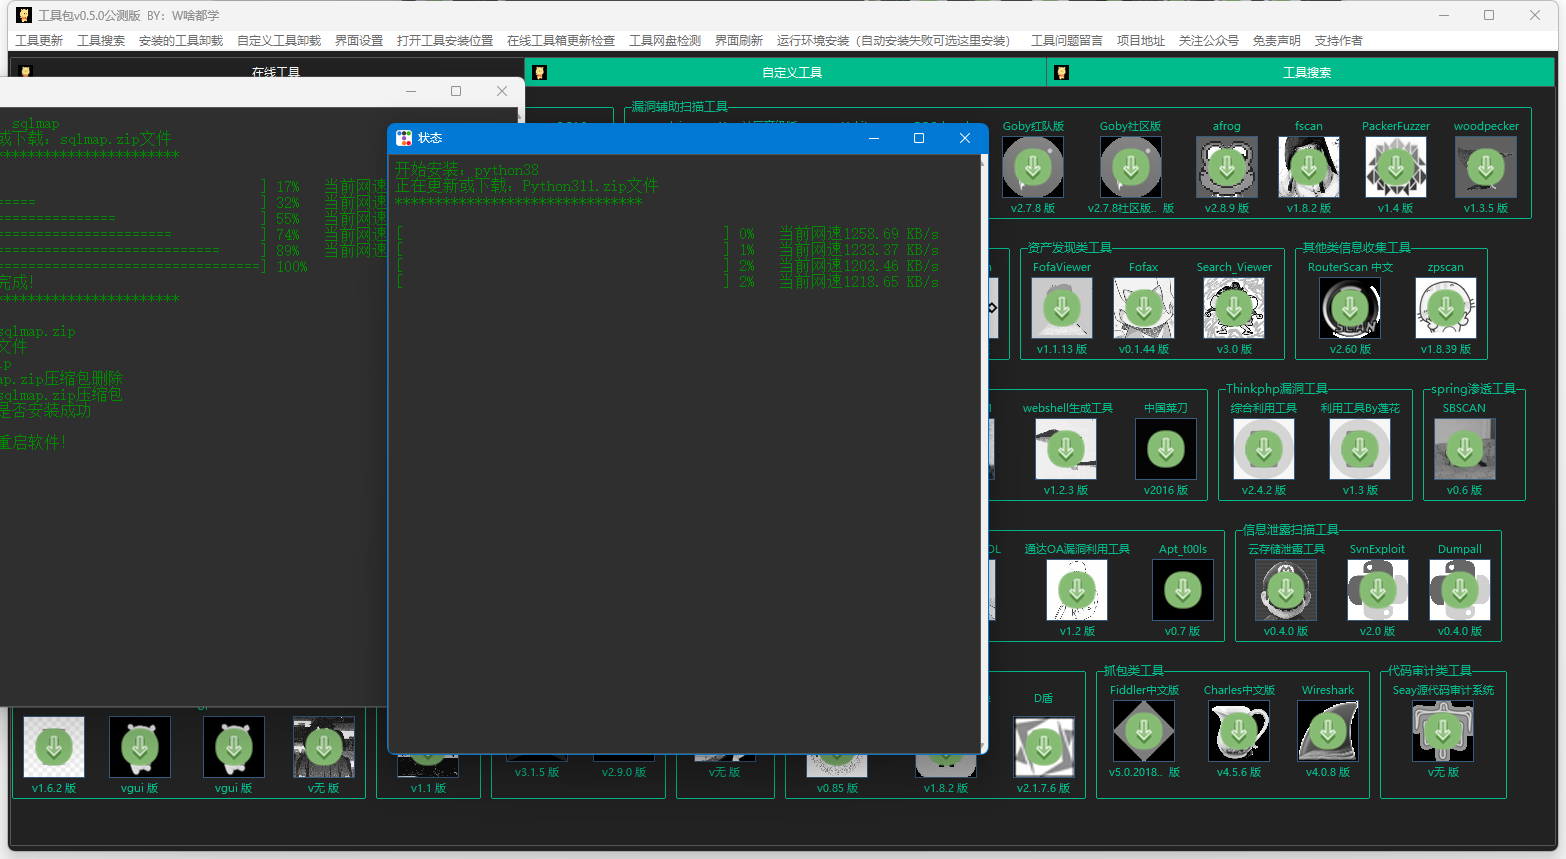 工具包v0.5.0公测版 BY：W啥都学
工具更新 工具搜索 安装的工具卸载 自定义工具卸载 界面设置 打开工具安装位置 在线工具箱更新检查 工具网盘检测 界面刷新 运行环境安装（自动安装失败可选这里安装） 工具问题留言 项目地址 关注公众号 免责声明 支持作者
在线工具 自定义工具 工具搜索
sqlmap
或下载：sqlmap.zip文件
************************
] 17% 当前网速
===== ] 32% 当前网速
=============== ] 55% 当前网速
====================== ] 74% 当前网速
============================ ] 89% 当前网速
=================================] 100%
完成!
************************
sqlmap.zip
文件
ip
ap.zip压缩包删除
sqlmap.zip压缩包
是否安装成功
重启软件!
状态
开始安装：python38
正在更新或下载：Python311.zip文件
*******************************
[ ] 0% 当前网速1258.69 KB/s
[ ] 1% 当前网速1233.37 KB/s
[ ] 2% 当前网速1203.46 KB/s
[ ] 2% 当前网速1218.65 KB/s
漏洞辅助扫描工具
Goby红队版 Goby社区版 afrog fscan PackerFuzzer woodpecker
v2.7.8 版 v2.7.8社区版.. 版 v2.8.9 版 v1.8.2 版 v1.4 版 v1.3.5 版
资产发现类工具 其他类信息收集工具
FofaViewer Fofax Search_Viewer RouterScan 中文 zpscan
SCAN
v1.1.13 版 v0.1.44 版 v3.0 版 v2.60 版 v1.8.39 版
Thinkphp漏洞工具 spring渗透工具
webshell生成工具 中国菜刀 综合利用工具 利用工具By莲花 SBSCAN
v1.2.3 版 v2016 版 v2.4.2 版 v1.3 版 v0.6 版
信息泄露扫描工具
OL 通达OA漏洞利用工具 Apt_t00ls 云存储泄露工具 SvnExploit Dumpall
v1.2 版 v0.7 版 v0.4.0 版 v2.0 版 v0.4.0 版
抓包类工具 代码审计类工具
D盾 Fiddler中文版 Charles中文版 Wireshark Seay源代码审计系统
v3.1.5 版 v2.9.0 版 v无 版 v5.0.2018.. 版 v4.5.6 版 v4.0.8 版 v无 版
v1.6.2 版 vgui 版 vgui 版 v无 版 v1.1 版 v0.85 版 v1.8.2 版 v2.1.7.6 版